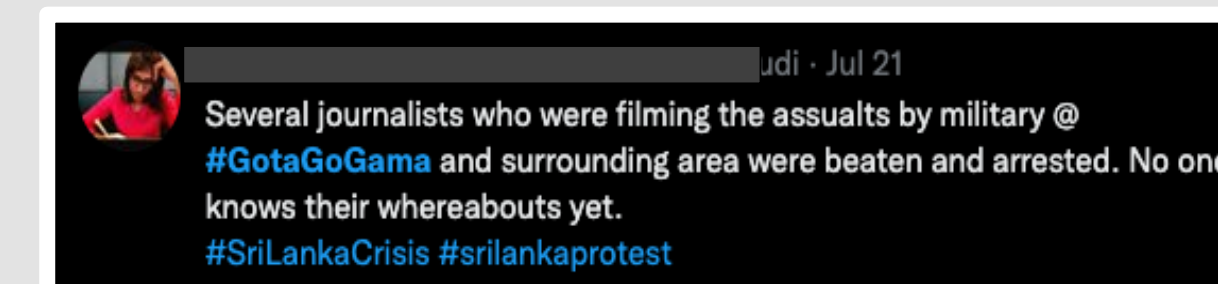 udi · Jul 21
Several journalists who were filming the assualts by military @
#GotaGoGama and surrounding area were beaten and arrested. No one
knows their whereabouts yet.
#SriLankaCrisis #srilankaprotest